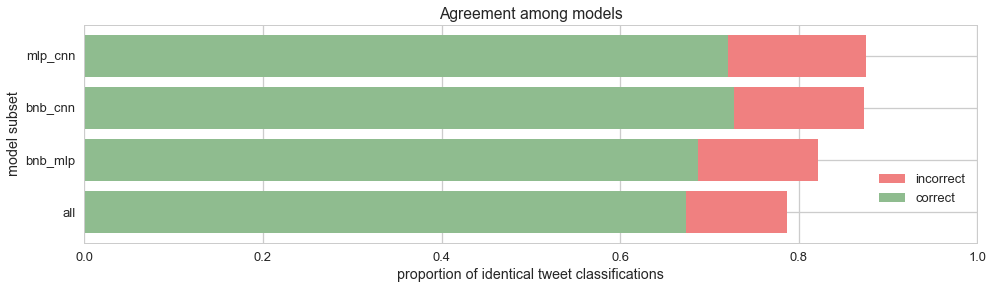 Agreement among models
model subset
mlp_cnn
bnb_cnn
bnb_mlp
all
incorrect
correct
0.0 0.2 0.4 0.6 0.8 1.0
proportion of identical tweet classifications